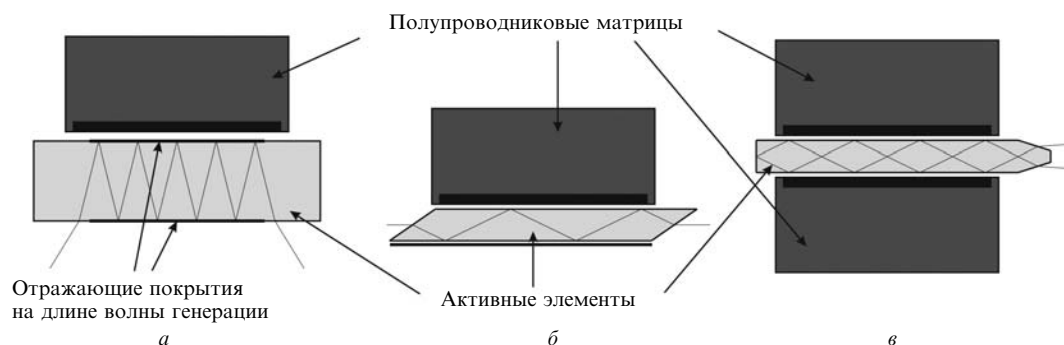 Полупроводниковые матрицы
Отражающие покрытия
на длине волны генерации
Активные элементы
а
б
в